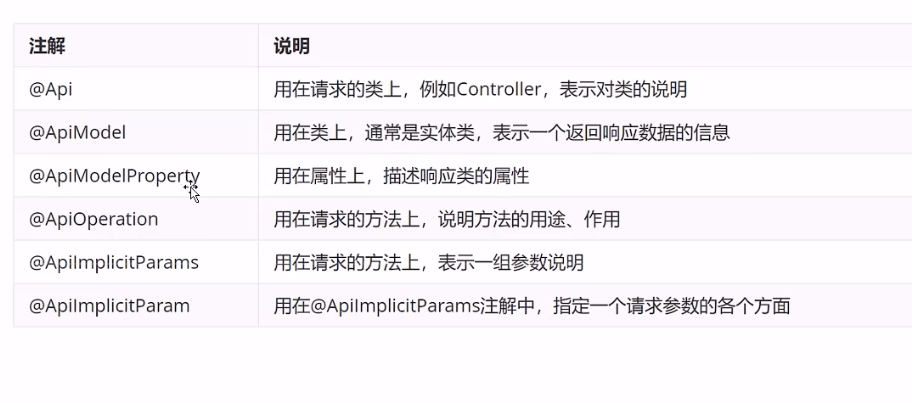 注解 说明
@Api 用在请求的类上，例如Controller，表示对类的说明
@ApiModel 用在类上，通常是实体类，表示一个返回响应数据的信息
@ApiModelProperty 用在属性上，描述响应类的属性
@ApiOperation 用在请求的方法上，说明方法的用途、作用
@ApiImplicitParams 用在请求的方法上，表示一组参数说明
@ApiImplicitParam 用在@ApiImplicitParams注解中，指定一个请求参数的各个方面